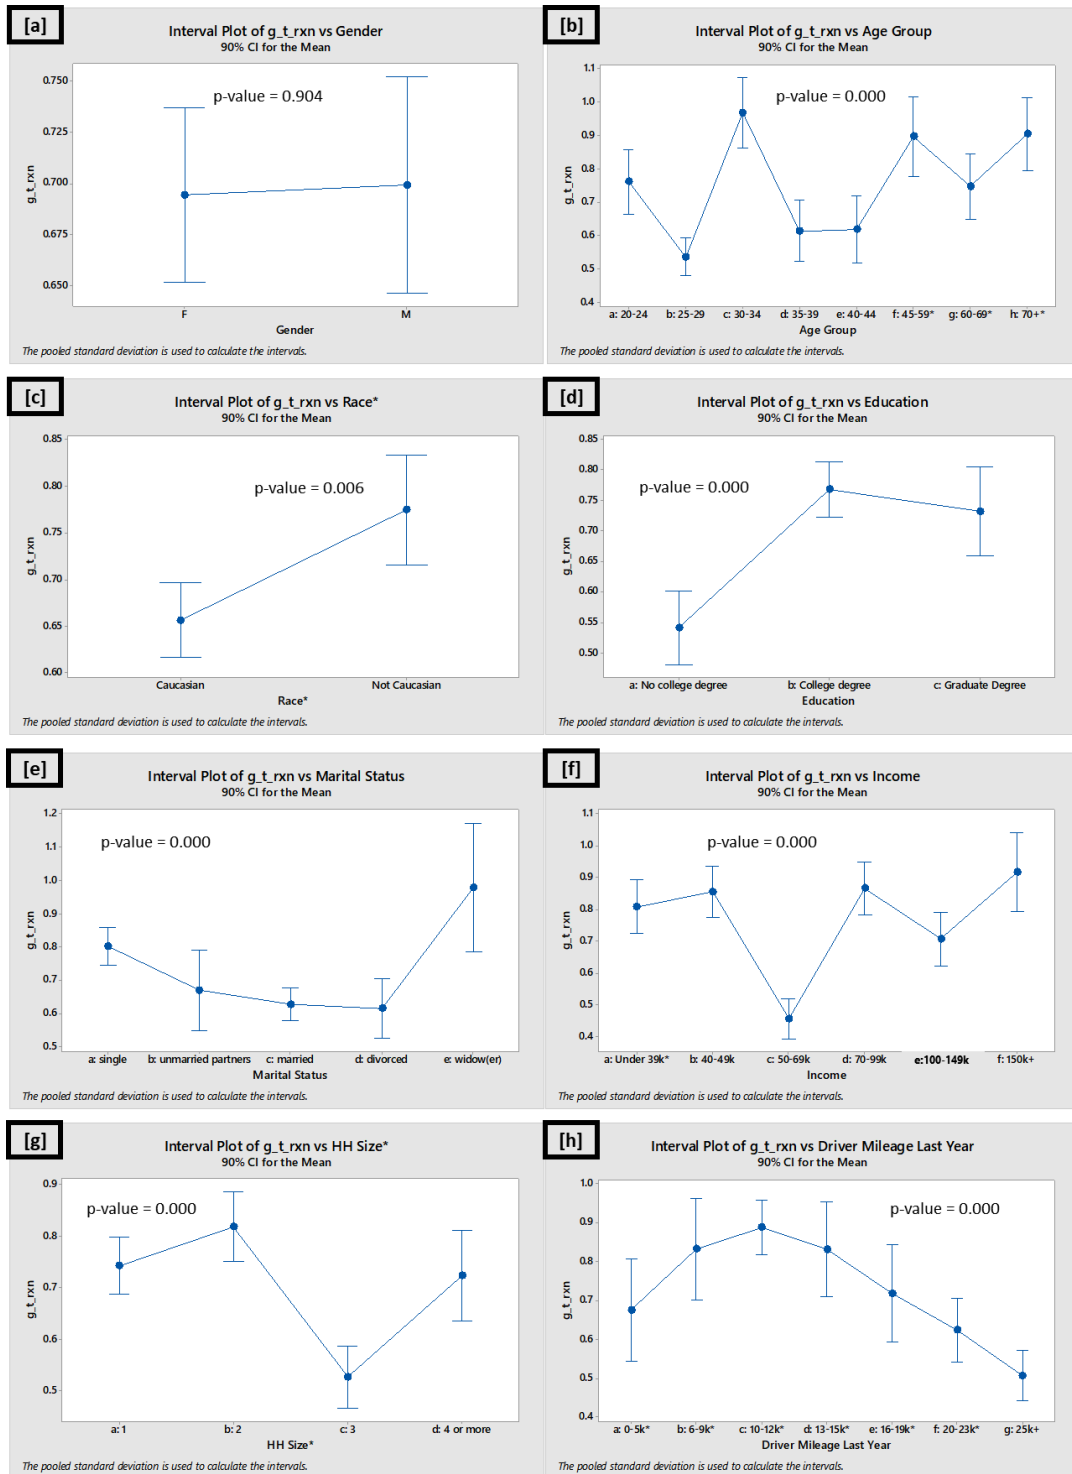 [a]
Interval Plot of g_t_rxn vs Gender
90% CI for the Mean
p-value = 0.904
0.750
0.725
0.700
0.675
0.650
g_t_rxn
F M
Gender
The pooled standard deviation is used to calculate the intervals.
[b]
Interval Plot of g_t_rxn vs Age Group
90% CI for the Mean
p-value = 0.000
1.1
1.0
0.9
0.8
0.7
0.6
0.5
0.4
g_t_rxn
a: 20-24 b: 25-29 c: 30-34 d: 35-39 e: 40-44 f: 45-59* g: 60-69* h: 70+*
Age Group
The pooled standard deviation is used to calculate the intervals.
[c]
Interval Plot of g_t_rxn vs Race*
90% CI for the Mean
p-value = 0.006
0.85
0.80
0.75
0.70
0.65
0.60
g_t_rxn
Caucasian Not Caucasian
Race*
The pooled standard deviation is used to calculate the intervals.
[d]
Interval Plot of g_t_rxn vs Education
90% CI for the Mean
p-value = 0.000
0.85
0.80
0.75
0.70
0.65
0.60
0.55
0.50
g_t_rxn
a: No college degree b: College degree c: Graduate Degree
Education
The pooled standard deviation is used to calculate the intervals.
[e]
Interval Plot of g_t_rxn vs Marital Status
90% CI for the Mean
p-value = 0.000
1.2
1.1
1.0
0.9
0.8
0.7
0.6
0.5
g_t_rxn
a: single b: unmarried partners c: married d: divorced e: widow(er)
Marital Status
The pooled standard deviation is used to calculate the intervals.
[f]
Interval Plot of g_t_rxn vs Income
90% CI for the Mean
p-value = 0.000
1.1
1.0
0.9
0.8
0.7
0.6
0.5
0.4
g_t_rxn
a: Under 39k* b: 40-49k c: 50-69k d: 70-99k e:100-149k f: 150k+
Income
The pooled standard deviation is used to calculate the intervals.
[g]
Interval Plot of g_t_rxn vs HH Size*
90% CI for the Mean
p-value = 0.000
0.9
0.8
0.7
0.6
0.5
g_t_rxn
a: 1 b: 2 c: 3 d: 4 or more
HH Size*
The pooled standard deviation is used to calculate the intervals.
[h]
Interval Plot of g_t_rxn vs Driver Mileage Last Year
90% CI for the Mean
p-value = 0.000
1.0
0.9
0.8
0.7
0.6
0.5
0.4
g_t_rxn
a: 0-5k* b: 6-9k* c: 10-12k* d: 13-15k* e: 16-19k* f: 20-23k* g: 25k+
Driver Mileage Last Year
The pooled standard deviation is used to calculate the intervals.